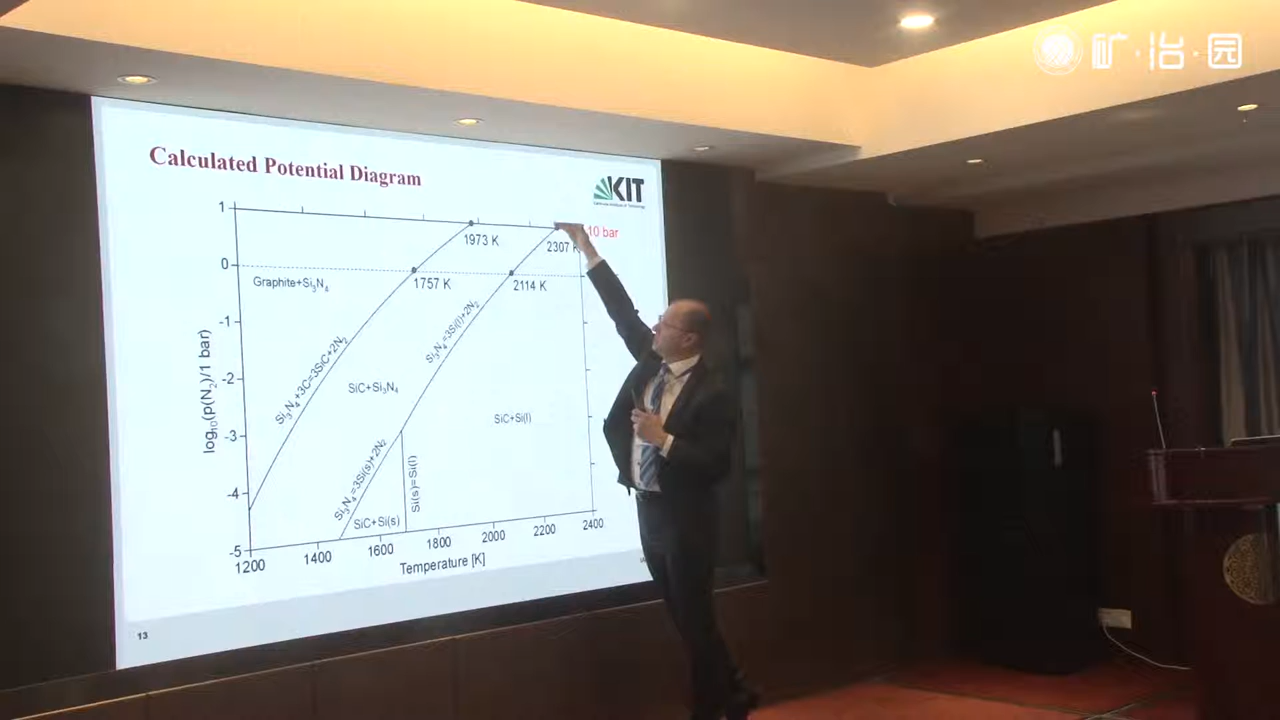 矿·冶·园
Calculated Potential Diagram
KIT
Karlsruhe Institute of Technology
1
0
-1
-2
-3
-4
-5
log₁₀(p(N₂)/1 bar)
10 bar
1973 K
2307 K
1757 K
2114 K
Graphite+Si₃N₄
Si₃N₄+3C=3SiC+2N₂
Si₃N₄=3Si(l)+2N₂
SiC+Si₃N₄
SiC+Si(l)
Si₃N₄=3Si(s)+2N₂
Si(s)=Si(l)
SiC+Si(s)
1200
1400
1600
1800
2000
2200
2400
Temperature [K]
13